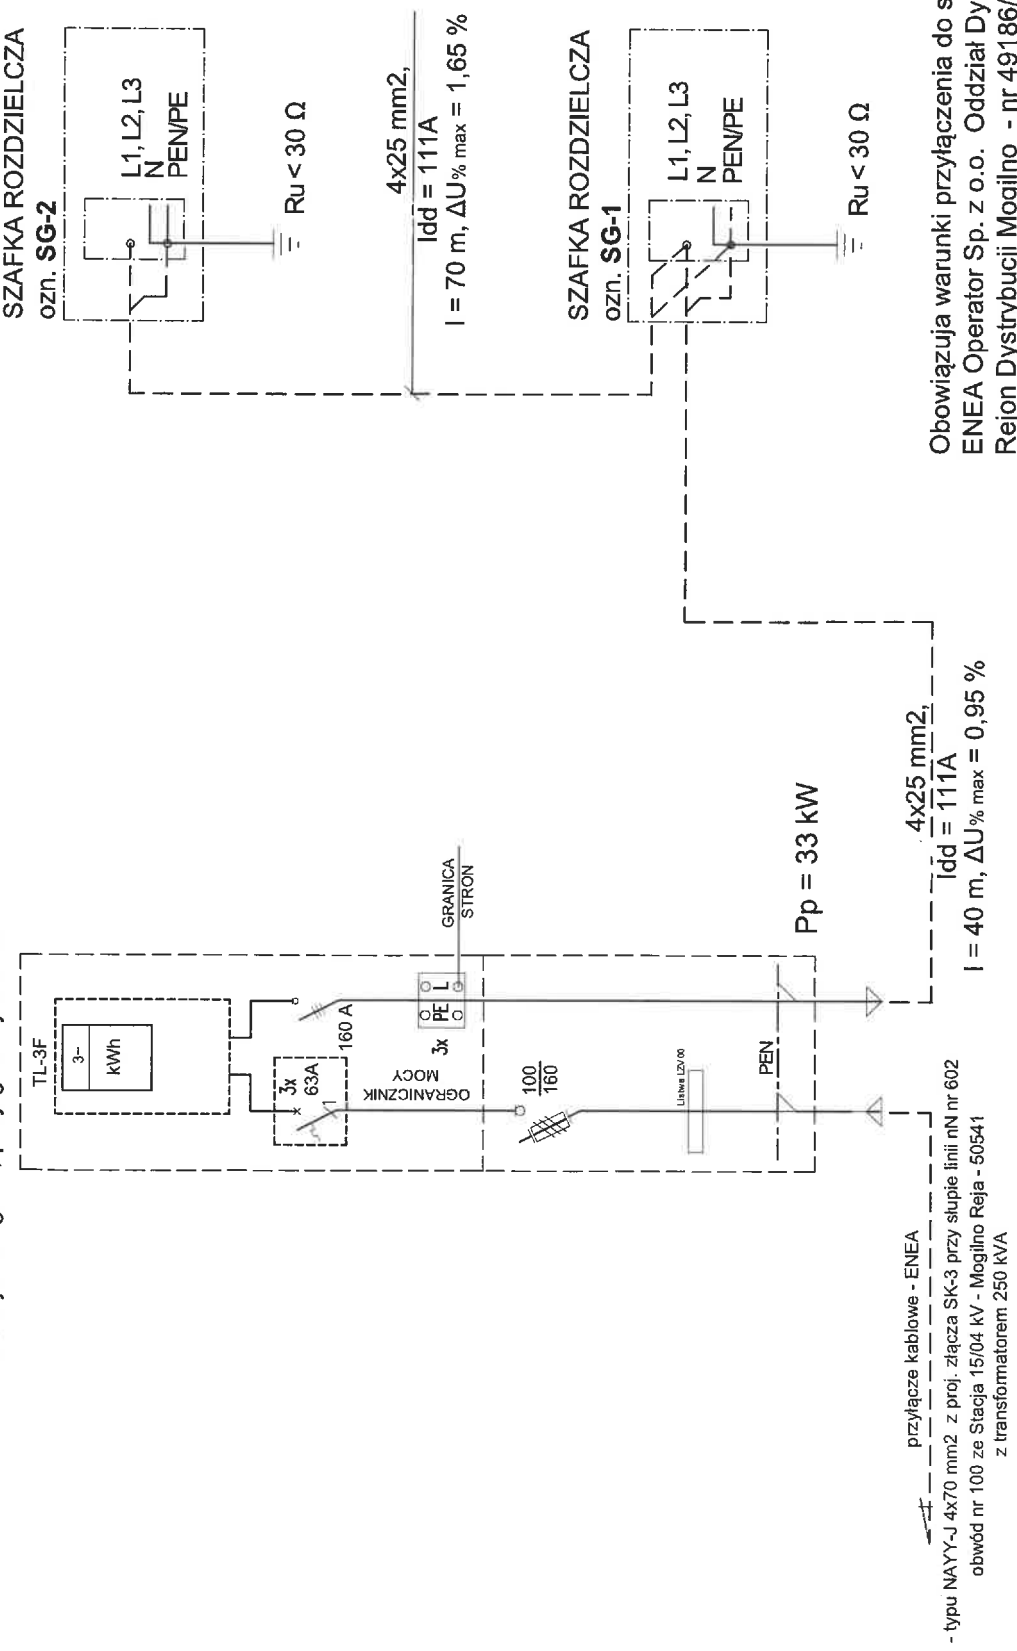 SZAFKA ROZDZIELCZA
ozn. SG-2
L1, L2, L3
N
PEN/PE
Ru < 30 Ω
4x25 mm2,
Idd = 111A
l = 70 m, ΔU% max = 1,65 %
SZAFKA ROZDZIELCZA
ozn. SG-1
L1, L2, L3
N
PEN/PE
Ru < 30 Ω
Obowiązuja warunki przyłączenia do s
ENEA Operator Sp. z o.o. Oddział Dy
Rejon Dystrybucji Mogilno - nr 49186/
TL-3F
3~
kWh
3x
63A
OGRANICZNIK
MOCY
160 A
3x
PE
L
GRANICA
STRON
100
160
Listwa LZV 00
PEN
Pp = 33 kW
4x25 mm2,
Idd = 111A
l = 40 m, ΔU% max = 0,95 %
przyłącze kablowe - ENEA
- typu NAYY-J 4x70 mm2 z proj. złącza SK-3 przy słupie linii nN nr 602
obwód nr 100 ze Stacja 15/04 kV - Mogilno Reja - 50541
z transformatorem 250 kVA